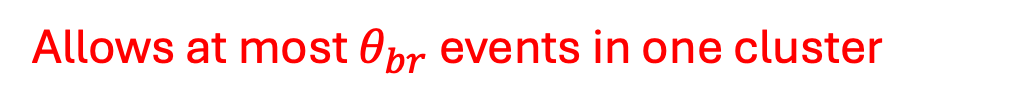 Allows at most θ_br events in one cluster